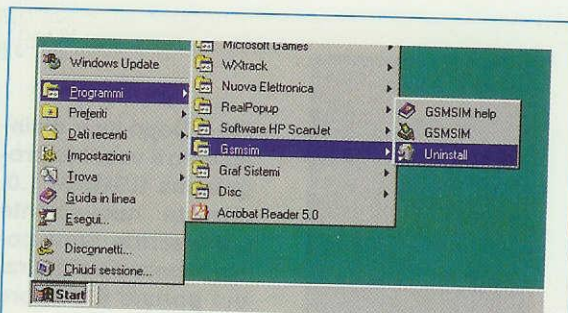 Windows Update
Programmi
Preferiti
Dati recenti
Impostazioni
Trova
Guida in linea
Esegui...
Disconnetti...
Chiudi sessione...
Start
Microsoft Games
WXtrack
Nuova Elettronica
RealPopup
Software HP ScanJet
Gsmsim
Graf Sistemi
Disc
Acrobat Reader 5.0
GSMSIM help
GSMSIM
Uninstall